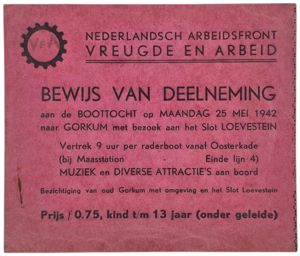 V.e.A.
NEDERLANDSCH ARBEIDSFRONT
VREUGDE EN ARBEID
BEWIJS VAN DEELNEMING
aan de BOOTTOCHT op MAANDAG 25 MEI 1942
naar GORKUM met bezoek aan het Slot LOEVESTEIN
Vertrek 9 uur per raderboot vanaf Oosterkade
(bij Maasstation - Einde lijn 4)
MUZIEK en DIVERSE ATTRACTIE'S aan boord
Bezichtiging van oud Gorkum met omgeving en het Slot Loevestein
Prijs f 0.75, kind t/m 13 jaar (onder geleide)